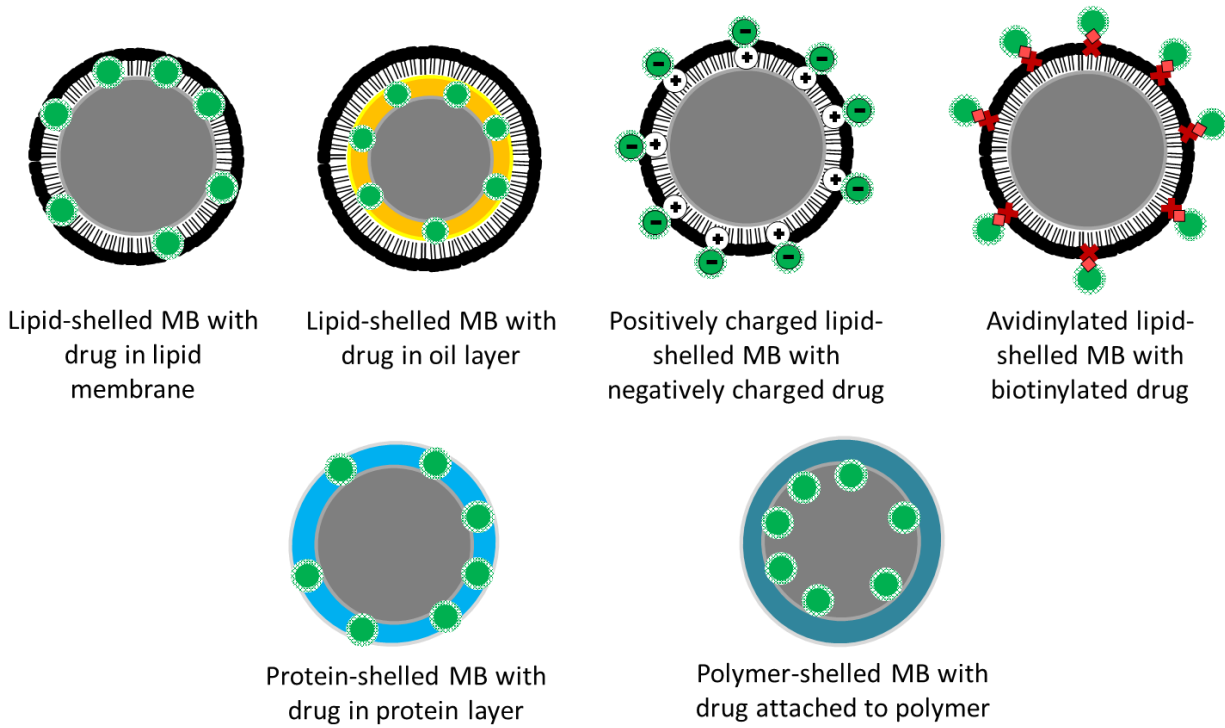 Lipid-shelled MB with
drug in lipid
membrane
Lipid-shelled MB with
drug in oil layer
Positively charged lipid-
shelled MB with
negatively charged drug
Avidinylated lipid-
shelled MB with
biotinylated drug
Protein-shelled MB with
drug in protein layer
Polymer-shelled MB with
drug attached to polymer